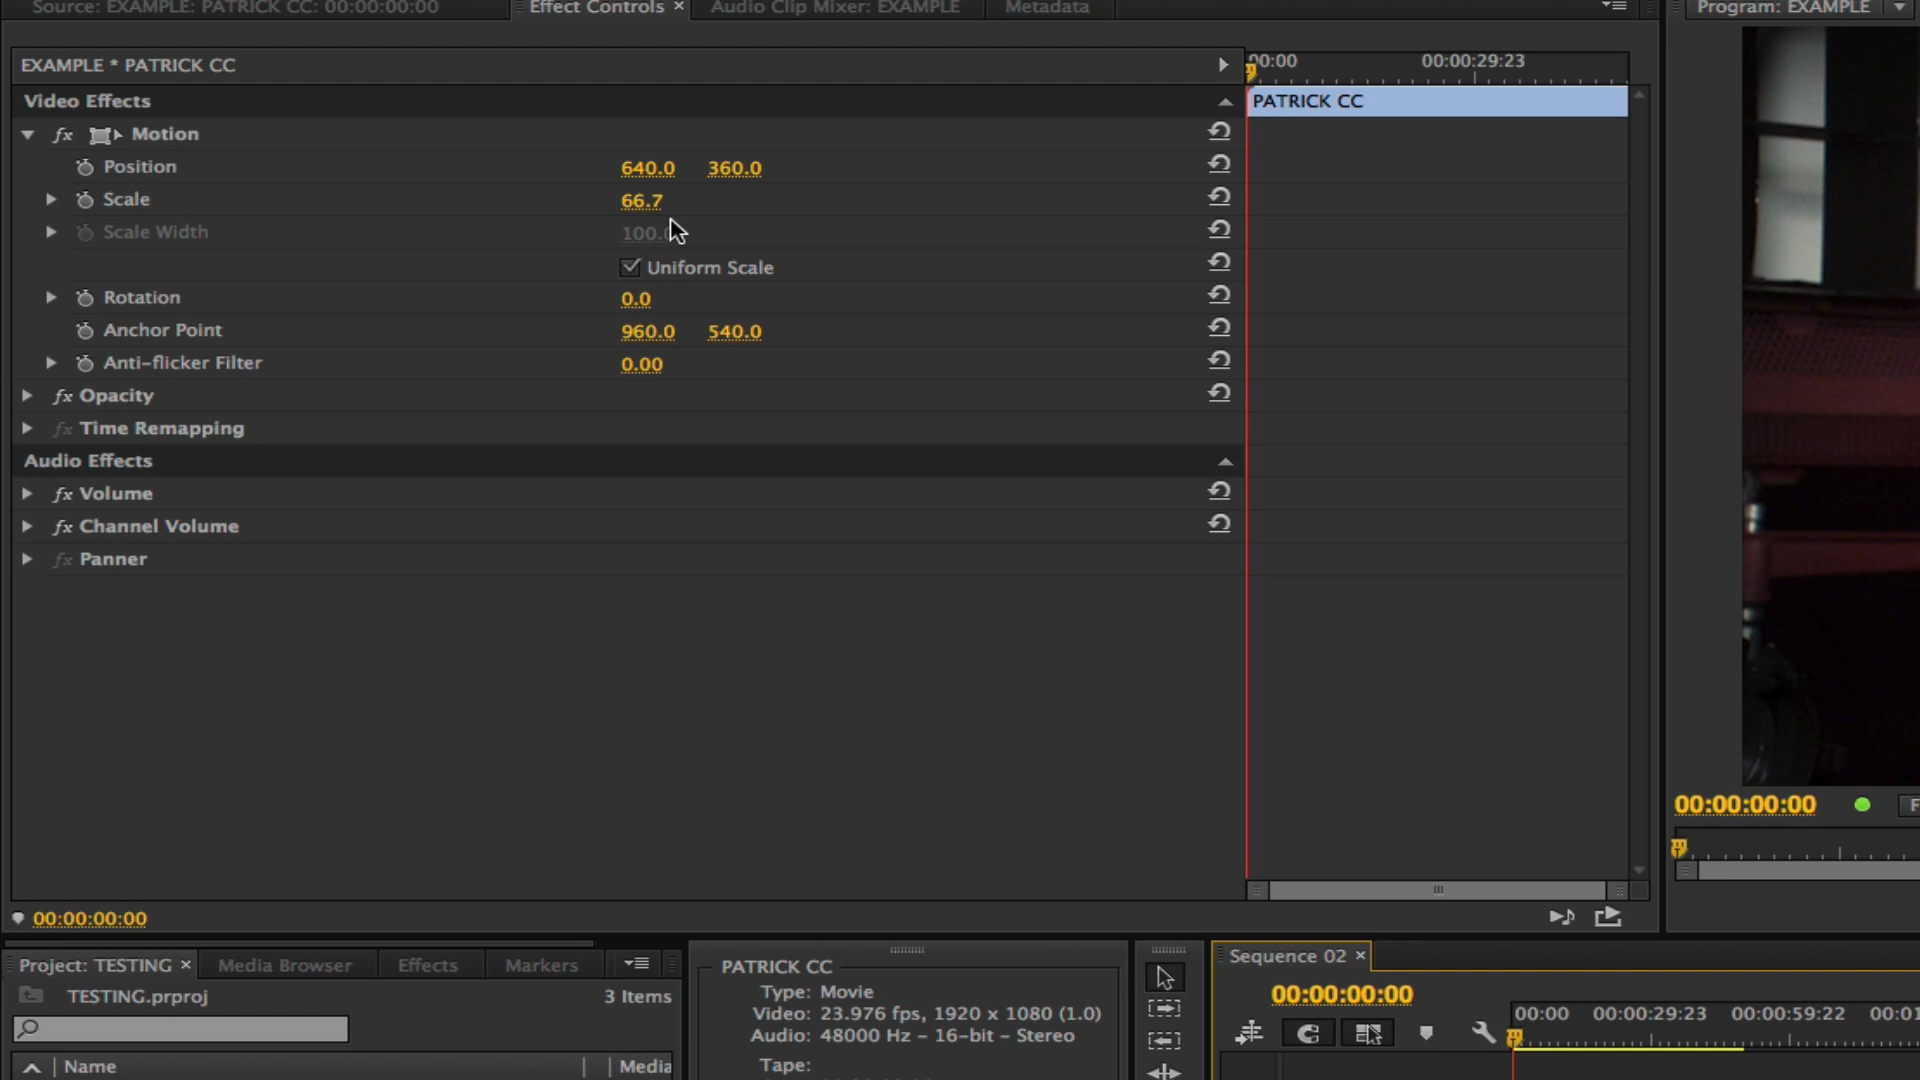 Source: EXAMPLE: PATRICK CC: 00:00:00:00
Effect Controls ×
Audio Clip Mixer: EXAMPLE
Metadata
Program: EXAMPLE
EXAMPLE * PATRICK CC
00:00
00:00:29:23
Video Effects
PATRICK CC
fx Motion
Position 640.0 360.0
Scale 66.7
Scale Width
Uniform Scale
Rotation 0.0
Anchor Point 960.0 540.0
Anti-flicker Filter 0.00
fx Opacity
fx Time Remapping
Audio Effects
fx Volume
fx Channel Volume
fx Panner
00:00:00:00
00:00:00:00
Project: TESTING ×
Media Browser
Effects
Markers
TESTING.prproj
3 Items
Name
Media
PATRICK CC
Type: Movie
Video: 23.976 fps, 1920 x 1080 (1.0)
Audio: 48000 Hz - 16-bit - Stereo
Tape:
Sequence 02 ×
00:00:00:00
00:00
00:00:29:23
00:00:59:22